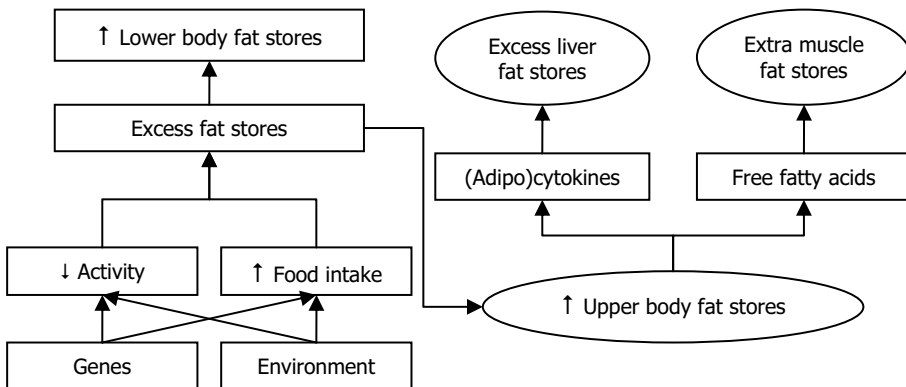 ↑ Lower body fat stores
Excess liver
fat stores
Extra muscle
fat stores
Excess fat stores
(Adipo)cytokines
Free fatty acids
↓ Activity
↑ Food intake
↑ Upper body fat stores
Genes
Environment